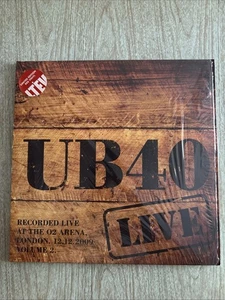 UB40
LIVE
RECORDED LIVE
AT THE O2 ARENA,
LONDON, 12.12.2009
VOLUME 2.